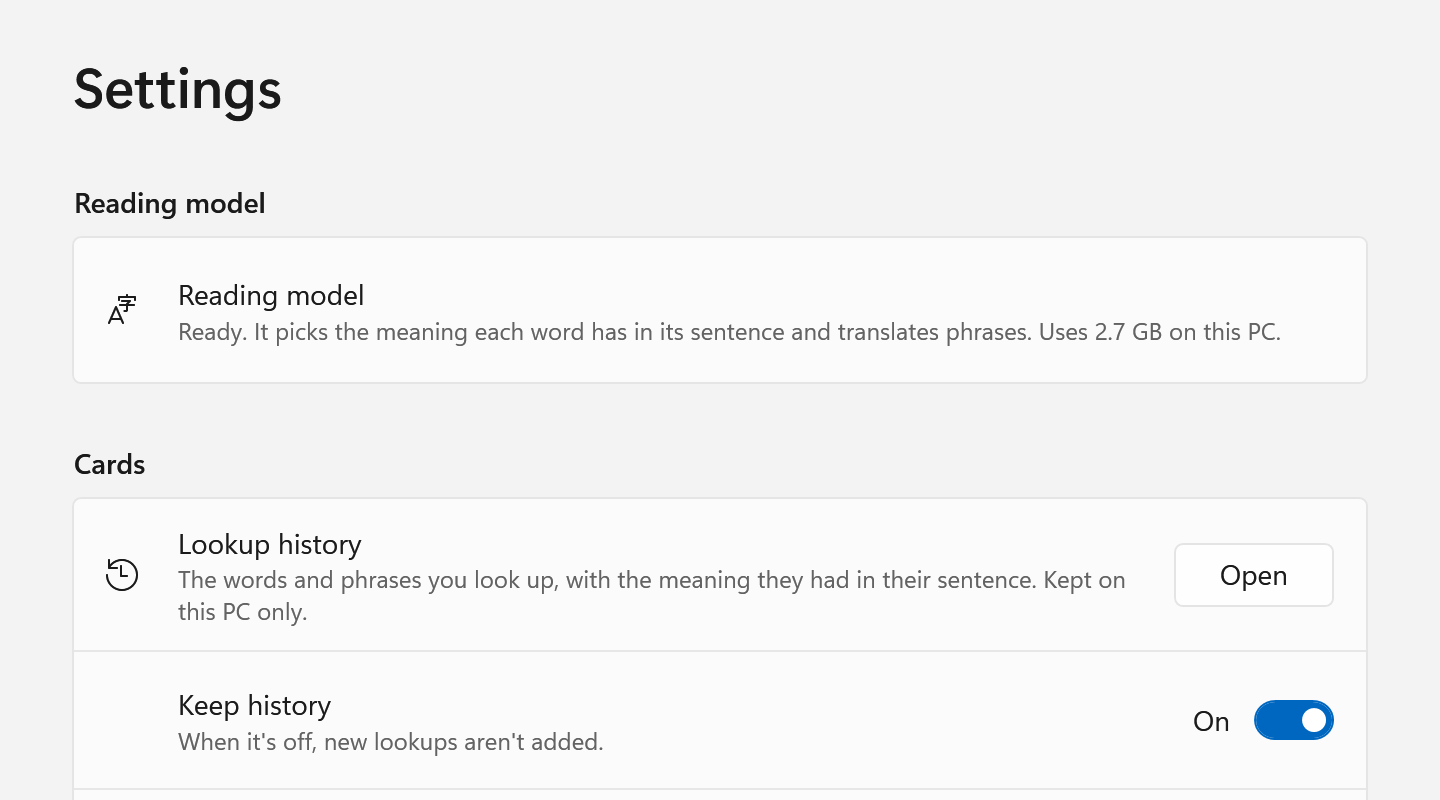 Settings
Reading model
Reading model
Ready. It picks the meaning each word has in its sentence and translates phrases. Uses 2.7 GB on this PC.
Cards
Lookup history
The words and phrases you look up, with the meaning they had in their sentence. Kept on
this PC only.
Open
Keep history
When it's off, new lookups aren't added.
On